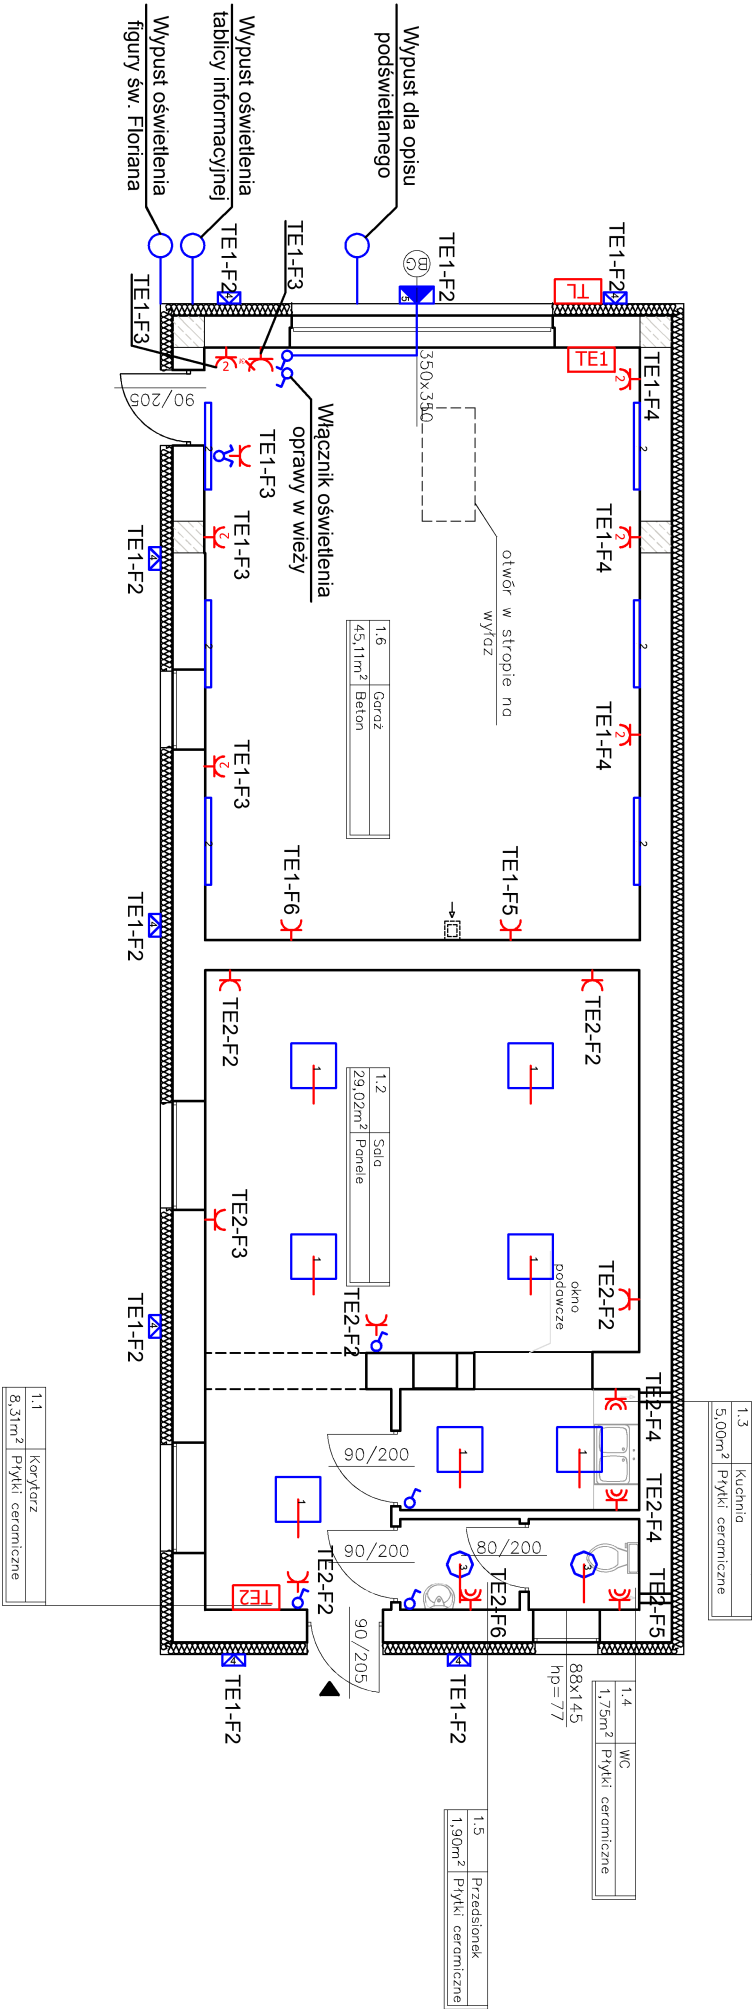 Wypust oświetlenia
figury św. Floriana
Wypust oświetlenia
tablicy informacyjnej
Wypust dla opisu
podświetlanego
TE1-F2
TE1-F3
TE1-F3
TE1-F2
TE1-F2
TL
TE1
TE1-F4
90/205
350x350
Włącznik oświetlenia
oprawy w wieży
TE1-F3
TE1-F3
TE1-F2
TE1-F4
otwór w stropie na
wyłaz
1.6 Garaż
45,11m² Beton
TE1-F3
TE1-F4
TE1-F6
TE1-F5
TE1-F2
TE2-F2
TE2-F2
1.2 Sala
29,02m² Panele
TE2-F3
TE2-F2
okno
podawcze
TE2-F2
TE1-F2
TE2-F4
TE2-F4
1.3 Kuchnia
5,00m² Płytki ceramiczne
1.1 Korytarz
8,31m² Płytki ceramiczne
90/200
90/200
80/200
TE2-F2
TE2
TE2-F6
TE2-F5
90/205
88x145
hp=77
TE1-F2
TE1-F2
1.4 WC
1,75m² Płytki ceramiczne
1.5 Przedsionek
1,90m² Płytki ceramiczne